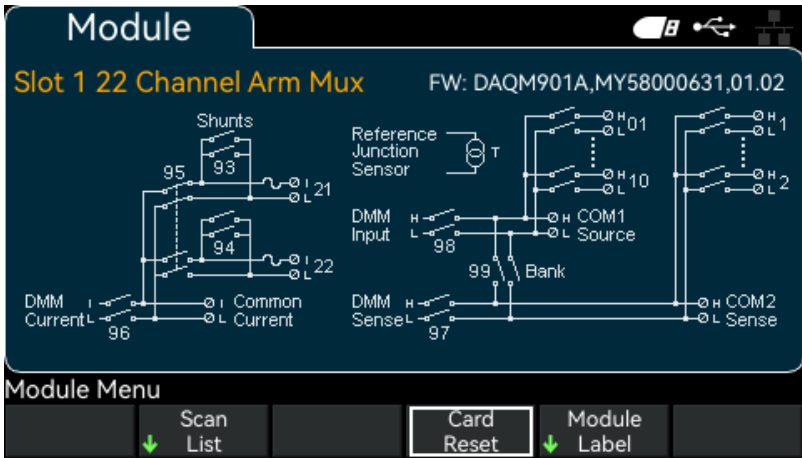 Module
8
Slot 1 22 Channel Arm Mux
FW: DAQM901A,MY58000631,01.02
Shunts
93
95
I 21
L
94
I 22
L
DMM I
Current L
96
I Common
L Current
Reference
Junction
Sensor
T
H 01
L
H 10
L
H 1
L
H 2
L
DMM H
Input L
98
H COM1
L Source
99
Bank
DMM H
Sense L
97
H COM2
L Sense
Module Menu
Scan
List
Card
Reset
Module
Label